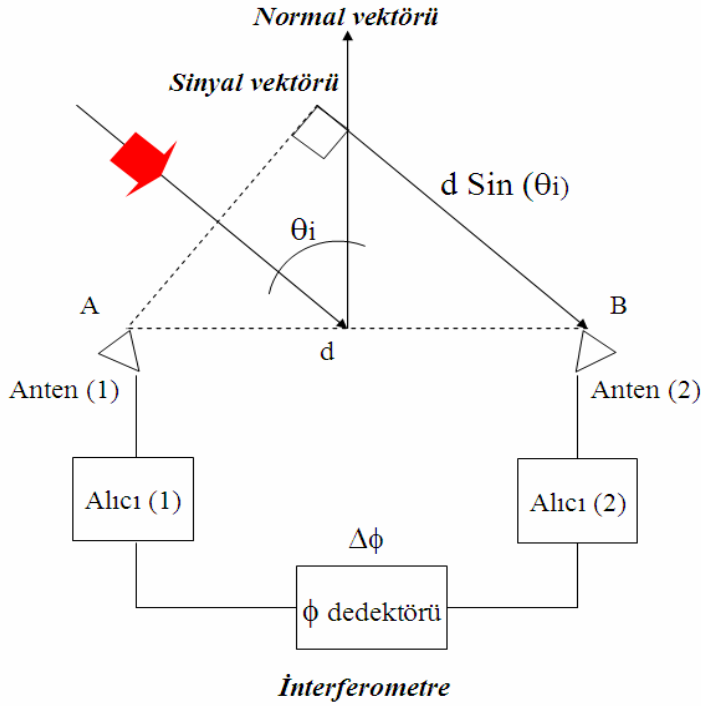 Normal vektörü
Sinyal vektörü
d Sin (θi)
θi
A
B
d
Anten (1)
Anten (2)
Alıcı (1)
Alıcı (2)
Δϕ
ϕ dedektörü
İnterferometre